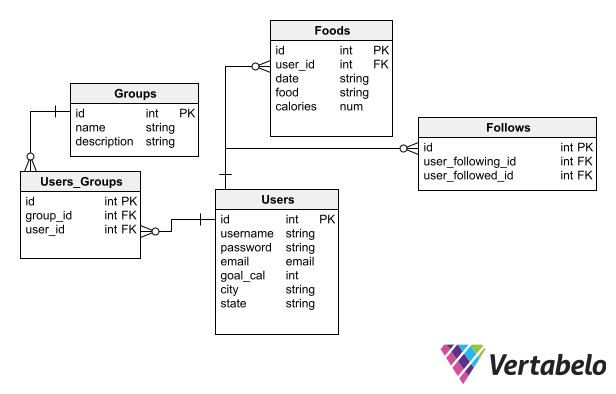 Foods
id int PK
user_id int FK
date string
food string
calories num
Groups
id int PK
name string
description string
Follows
id int PK
user_following_id int FK
user_followed_id int FK
Users_Groups
id int PK
group_id int FK
user_id int FK
Users
id int PK
username string
password string
email email
goal_cal int
city string
state string
Vertabelo